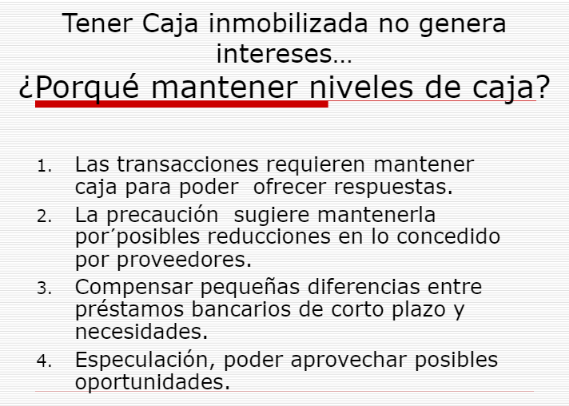 Tener Caja inmobilizada no genera
intereses…
¿Porqué mantener niveles de caja?
1. Las transacciones requieren mantener
caja para poder  ofrecer respuestas.
2. La precaución  sugiere mantenerla
por´posibles reducciones en lo concedido
por proveedores.
3. Compensar pequeñas diferencias entre
préstamos bancarios de corto plazo y
necesidades.
4. Especulación, poder aprovechar posibles
oportunidades.